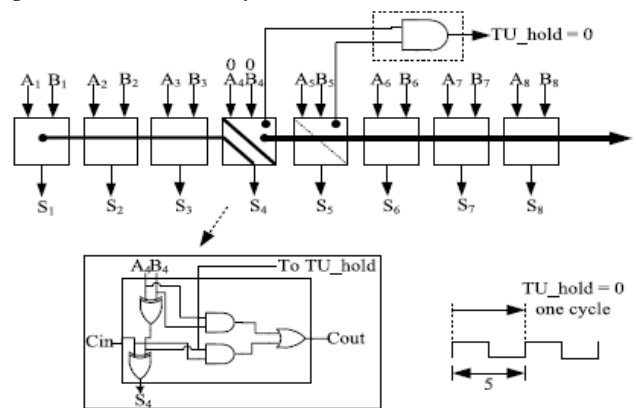 TU_hold = 0
0 0
A₁ B₁ A₂ B₂ A₃ B₃ A₄ B₄ A₅ B₅ A₆ B₆ A₇ B₇ A₈ B₈
S₁ S₂ S₃ S₄ S₅ S₆ S₇ S₈
A₄B₄ To TU_hold
Cin Cout
S₄
TU_hold = 0
one cycle
5